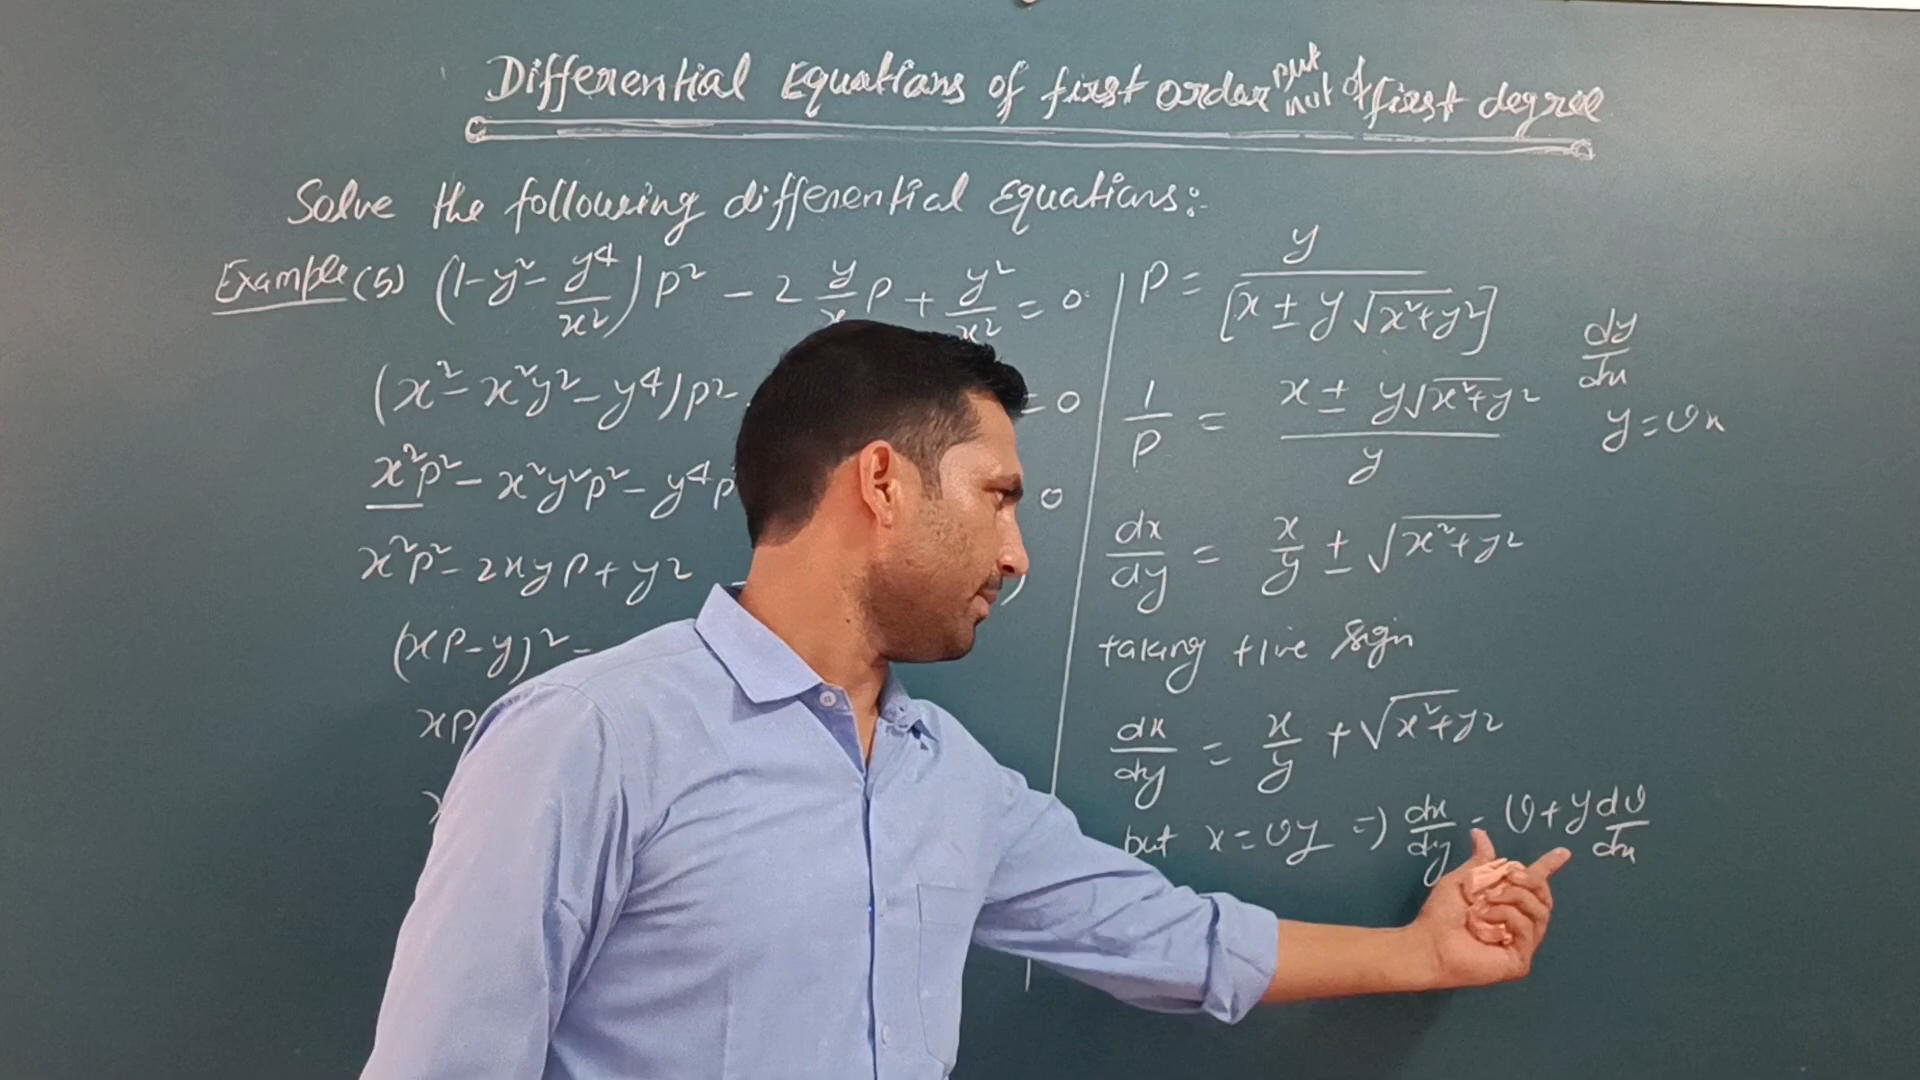 Differential Equations of first order but not of first degree
Solve the following differential Equations:-
Example (5) (1-y²-y⁴/x²)p² - 2 y/x p + y²/x² = 0
(x²-x²y²-y⁴)p² = 0
x²p² - x²y²p² - y⁴p 0
x²p² - 2xyp + y² )
(xp-y)² =
xp
x
p = y/[x ± y√x²+y²]
dy/dx
1/p = x ± y√x²+y²/y
y = vx
dx/dy = x/y ± √x²+y²
taking +ive sign
dx/dy = x/y + √x²+y²
put x = vy => dx/dy = v + y dv/dx